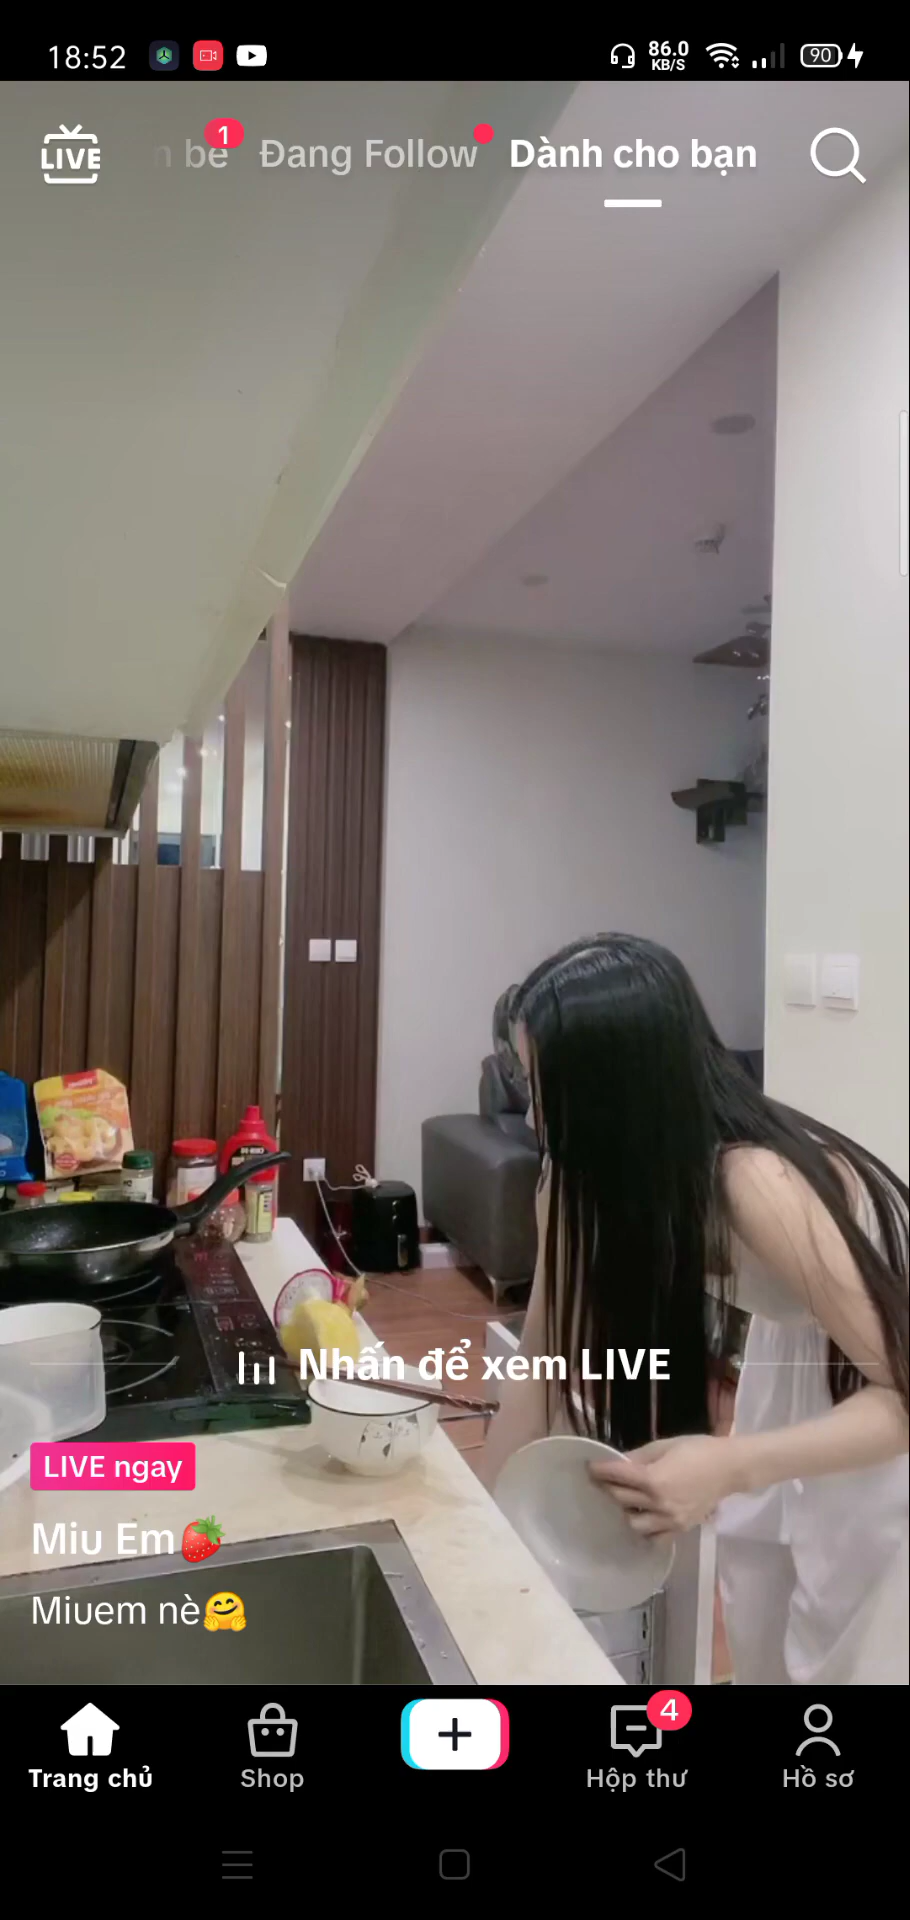 18:52
86.0
KB/S
90
LIVE
n bè
1
Đang Follow
Dành cho bạn
Nhấn để xem LIVE
LIVE ngay
Miu Em🍓
Miuem nè🤗
Trang chủ
Shop
4
Hộp thư
Hồ sơ